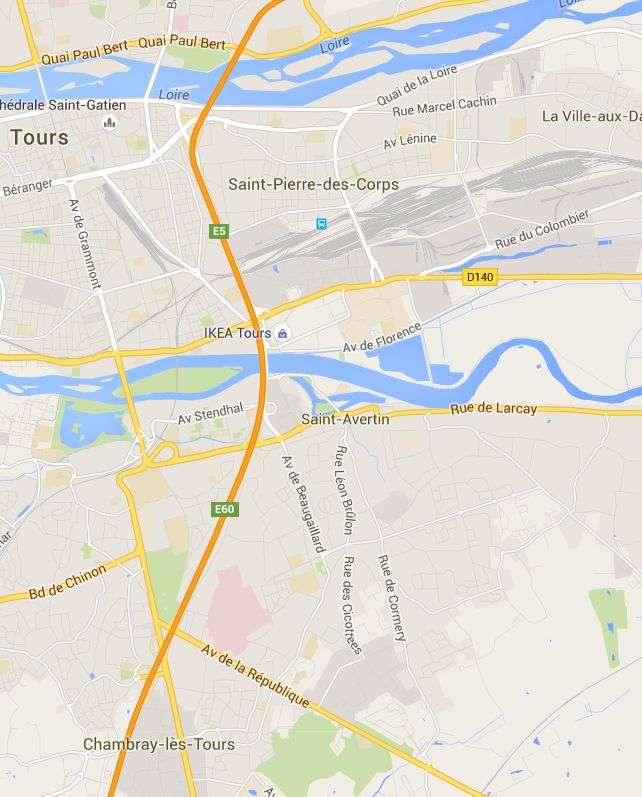 Loire
Quai Paul Bert
Quai Paul Bert
Loire
Loire
Quai de la Loire
hédrale Saint-Gatien
Rue Marcel Cachin
La Ville-aux-Da
Tours
Av Lénine
Béranger
Saint-Pierre-des-Corps
Av de Grammont
E5
Rue du Colombier
D140
IKEA Tours
Av de Florence
Av Stendhal
Saint-Avertin
Rue de Larcay
Av de Beaugaillard
Rue Léon Brûlon
E60
Rue de Cormery
Rue des Cicottees
Bd de Chinon
Av de la République
Chambray-lès-Tours
Av